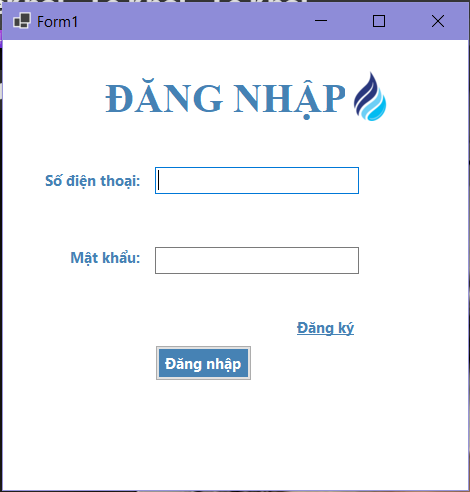 Form1
ĐĂNG NHẬP
Số điện thoại:
Mật khẩu:
Đăng ký
Đăng nhập